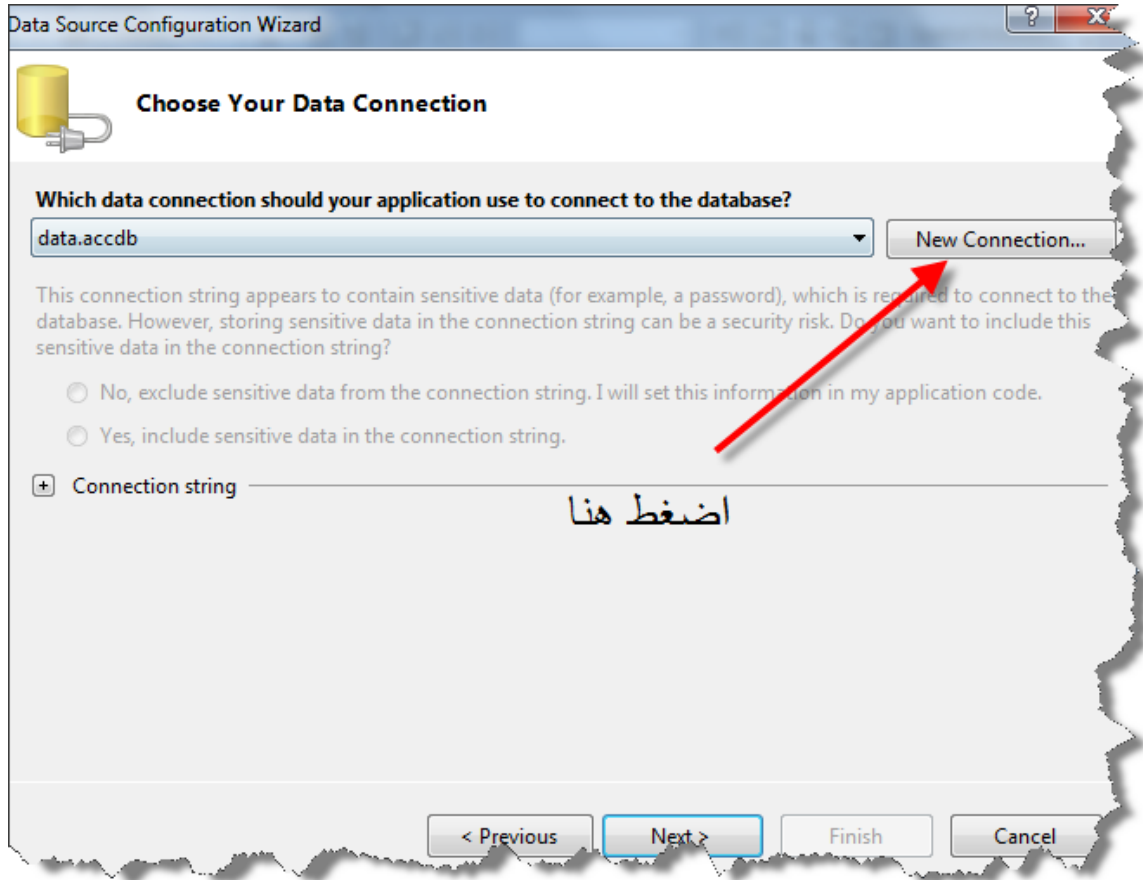 Data Source Configuration Wizard
Choose Your Data Connection
Which data connection should your application use to connect to the database?
data.accdb
New Connection...
This connection string appears to contain sensitive data (for example, a password), which is required to connect to the
database. However, storing sensitive data in the connection string can be a security risk. Do you want to include this
sensitive data in the connection string?
No, exclude sensitive data from the connection string. I will set this information in my application code.
Yes, include sensitive data in the connection string.
Connection string
اضغط هنا
< Previous
Next >
Finish
Cancel